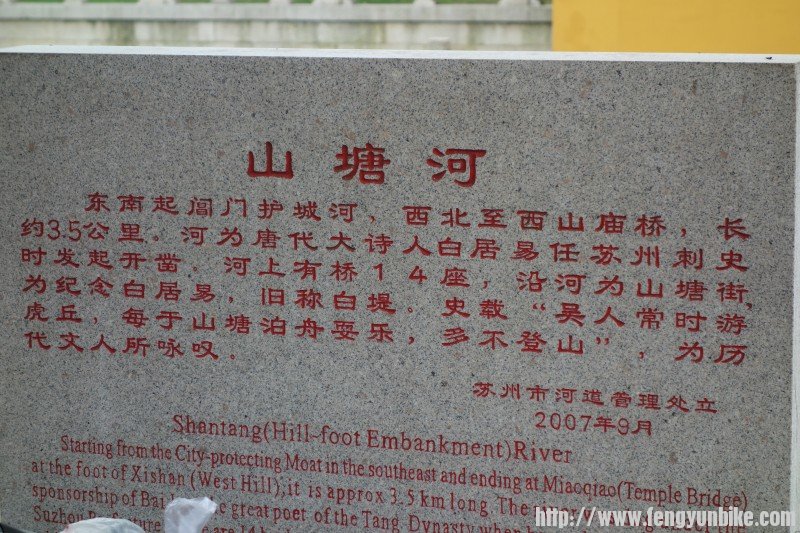 山塘河
东南起阊门护城河，西北至西山庙桥，长
约3.5公里。河为唐代大诗人白居易任苏州刺史
时发起开凿。河上有桥14座，沿河为山塘街，
为纪念白居易，旧称白堤。史载“吴人常时游
虎丘，每于山塘泊舟耍乐，多不登山”，为历
代文人所咏叹．
苏州市河道管理处立
2007年9月
Shantang(Hill-foot Embankment)River
Starting from the City-protecting Moat in the southeast and ending at Miaoqiao(Temple Bridge)
at the foot of Xishan (West Hill), it is approx 3.5km long. The
sponsorship of Bai great poet of the Tang Dynasty when
Suzhou are 14
http://www.fengyunbike.com/